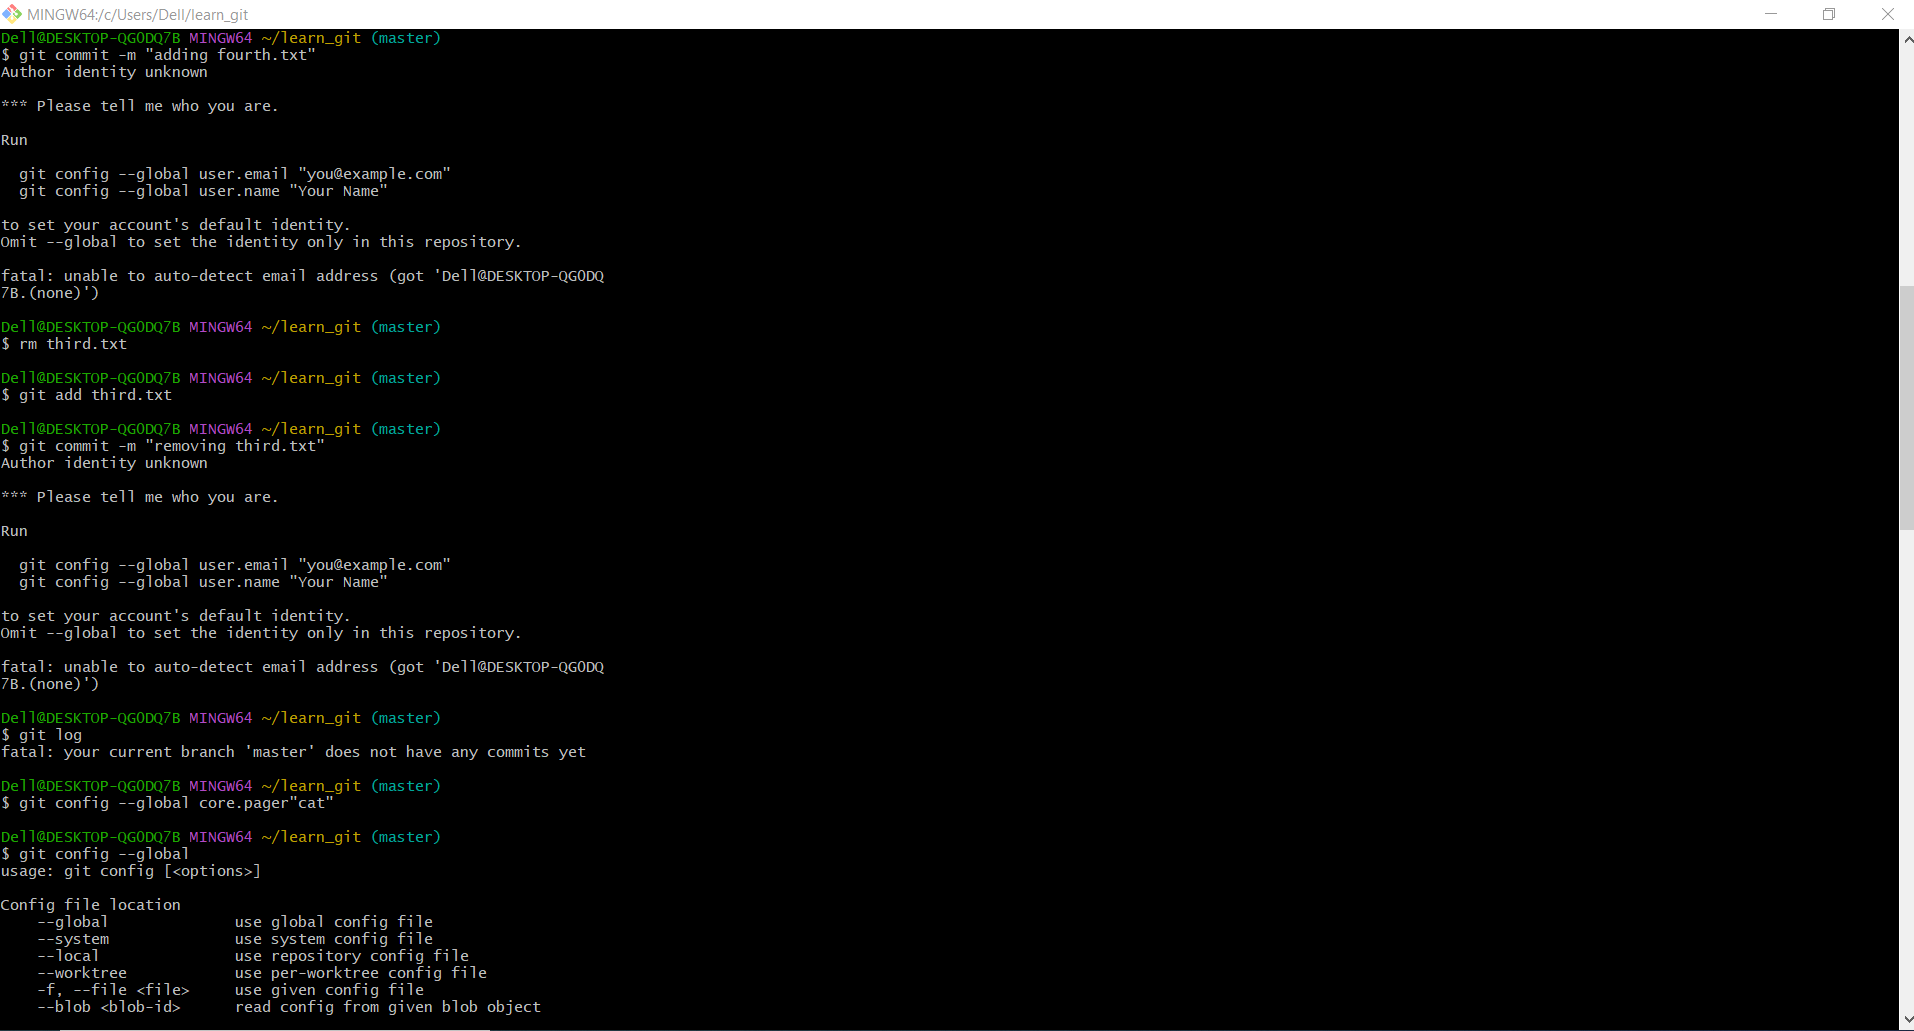 MINGW64:/c/Users/Dell/learn_git
Dell@DESKTOP-QG0DQ7B MINGW64 ~/learn_git (master)
$ git commit -m "adding fourth.txt"
Author identity unknown
*** Please tell me who you are.
Run
  git config --global user.email "you@example.com"
  git config --global user.name "Your Name"
to set your account's default identity.
Omit --global to set the identity only in this repository.
fatal: unable to auto-detect email address (got 'Dell@DESKTOP-QG0DQ
7B.(none)')
Dell@DESKTOP-QG0DQ7B MINGW64 ~/learn_git (master)
$ rm third.txt
Dell@DESKTOP-QG0DQ7B MINGW64 ~/learn_git (master)
$ git add third.txt
Dell@DESKTOP-QG0DQ7B MINGW64 ~/learn_git (master)
$ git commit -m "removing third.txt"
Author identity unknown
*** Please tell me who you are.
Run
  git config --global user.email "you@example.com"
  git config --global user.name "Your Name"
to set your account's default identity.
Omit --global to set the identity only in this repository.
fatal: unable to auto-detect email address (got 'Dell@DESKTOP-QG0DQ
7B.(none)')
Dell@DESKTOP-QG0DQ7B MINGW64 ~/learn_git (master)
$ git log
fatal: your current branch 'master' does not have any commits yet
Dell@DESKTOP-QG0DQ7B MINGW64 ~/learn_git (master)
$ git config --global core.pager"cat"
Dell@DESKTOP-QG0DQ7B MINGW64 ~/learn_git (master)
$ git config --global
usage: git config [<options>]
Config file location
    --global              use global config file
    --system              use system config file
    --local               use repository config file
    --worktree            use per-worktree config file
    -f, --file <file>     use given config file
    --blob <blob-id>      read config from given blob object